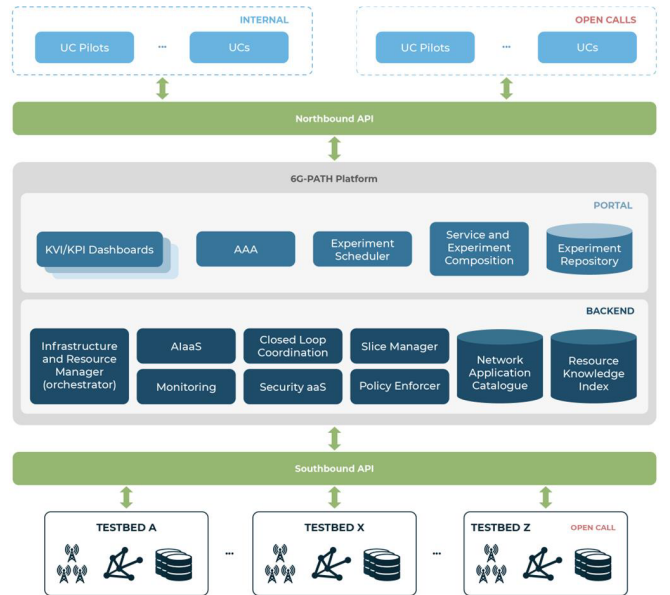 INTERNAL
OPEN CALLS
UC Pilots
...
UCs
UC Pilots
...
UCs
Northbound API
6G-PATH Platform
PORTAL
KVI/KPI Dashboards
AAA
Experiment
Scheduler
Service and
Experiment
Composition
Experiment
Repository
BACKEND
Infrastructure
and Resource
Manager
(orchestrator)
AIaaS
Closed Loop
Coordination
Slice Manager
Monitoring
Security aaS
Policy Enforcer
Network
Application
Catalogue
Resource
Knowledge
Index
Southbound API
TESTBED A
...
TESTBED X
...
TESTBED Z
OPEN CALL